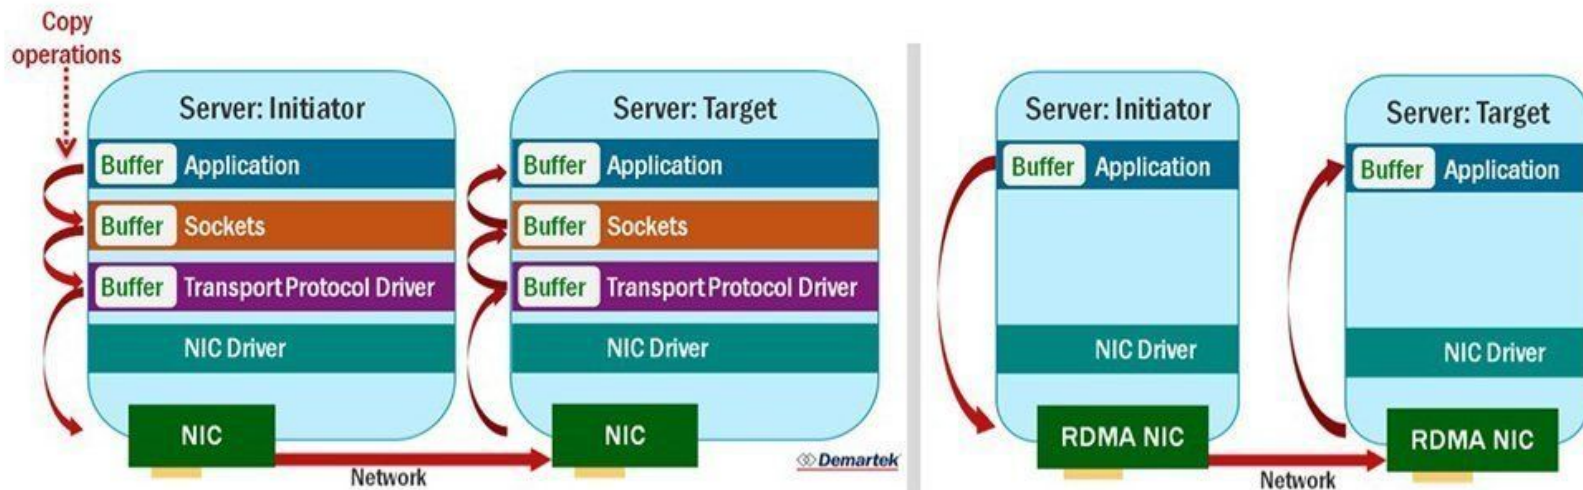 Copy
operations
Server: Initiator
Buffer Application
Buffer Sockets
Buffer Transport Protocol Driver
NIC Driver
NIC
Network
Server: Target
Buffer Application
Buffer Sockets
Buffer Transport Protocol Driver
NIC Driver
NIC
Demartek
Server: Initiator
Buffer Application
NIC Driver
RDMA NIC
Network
Server: Target
Buffer Application
NIC Driver
RDMA NIC